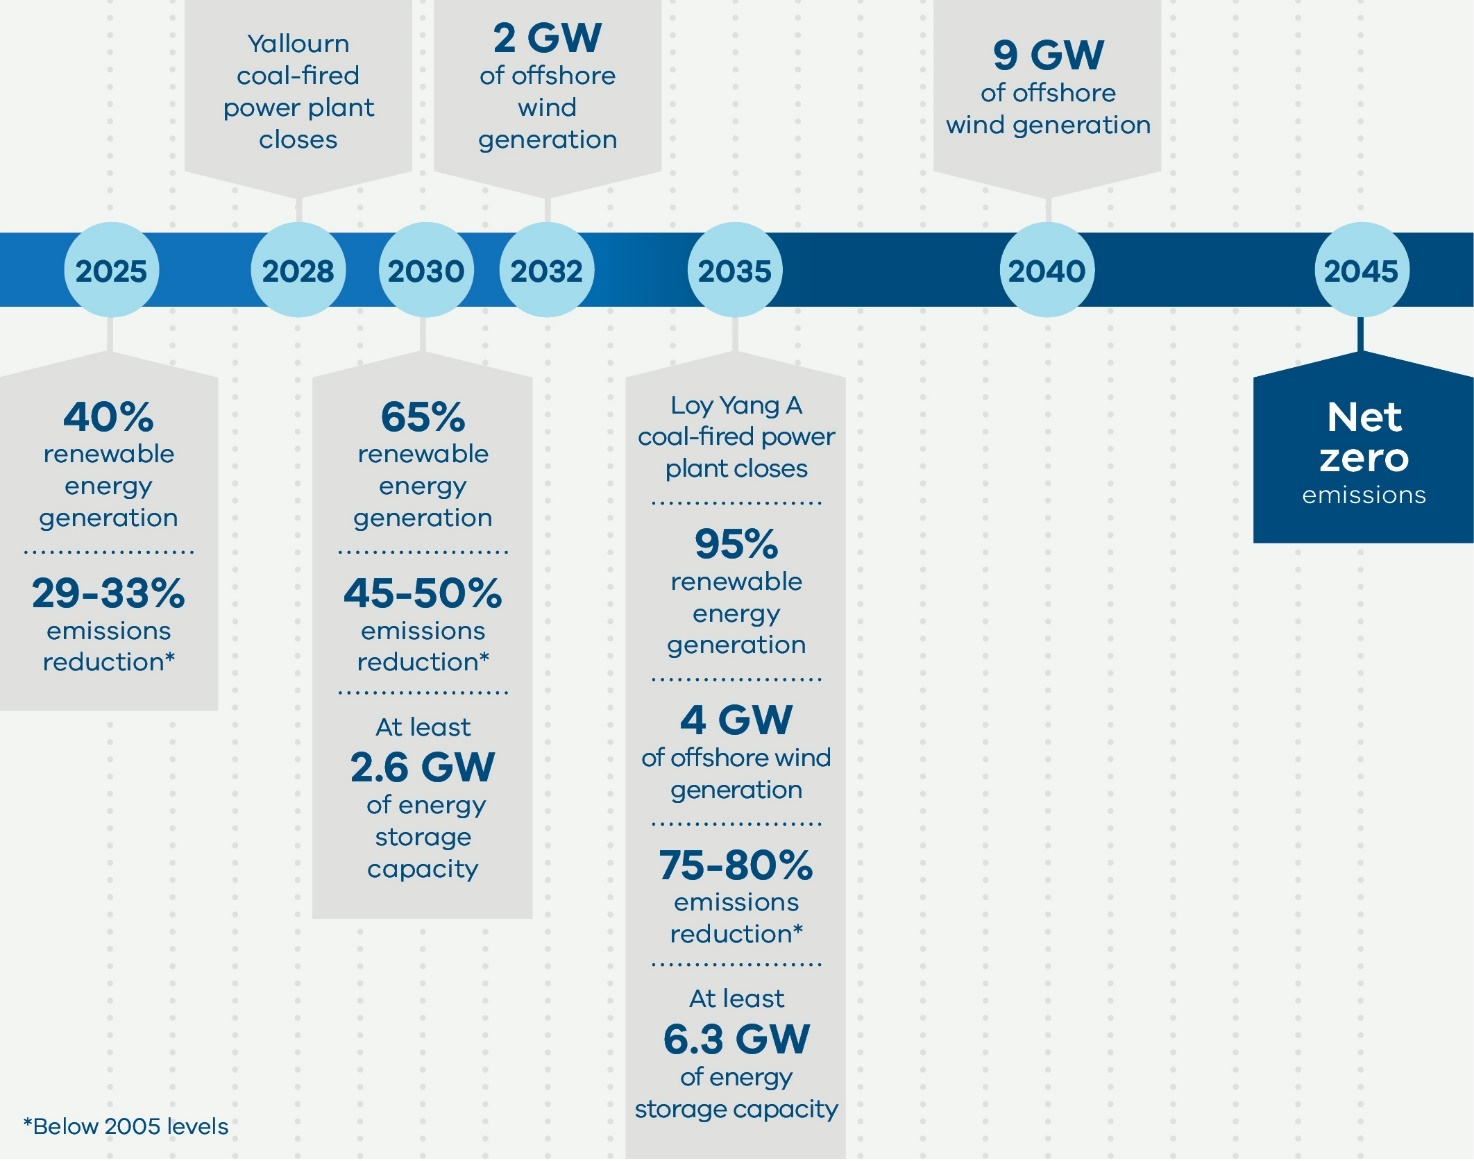 Yallourn
coal-fired
power plant
closes
2 GW
of offshore
wind
generation
9 GW
of offshore
wind generation
2025
2028
2030
2032
2035
2040
2045
40%
renewable
energy
generation
29-33%
emissions
reduction*
65%
renewable
energy
generation
45-50%
emissions
reduction*
At least
2.6 GW
of energy
storage
capacity
Loy Yang A
coal-fired power
plant closes
95%
renewable
energy
generation
4 GW
of offshore wind
generation
75-80%
emissions
reduction*
At least
6.3 GW
of energy
storage capacity
Net
zero
emissions
*Below 2005 levels